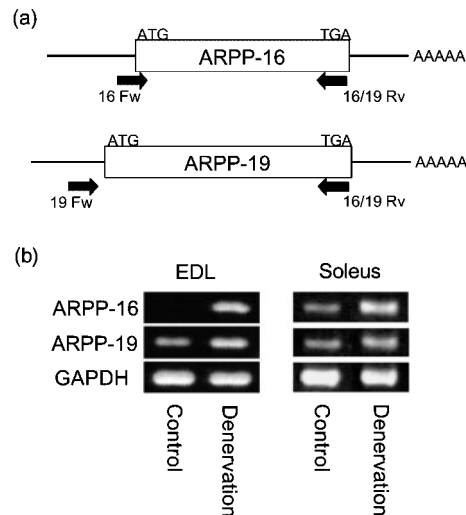 (a)
ATG TGA
ARPP-16 AAAAA
16 Fw 16/19 Rv
ATG TGA
ARPP-19 AAAAA
19 Fw 16/19 Rv
(b)
EDL Soleus
ARPP-16
ARPP-19
GAPDH
Control
Denervation
Control
Denervation